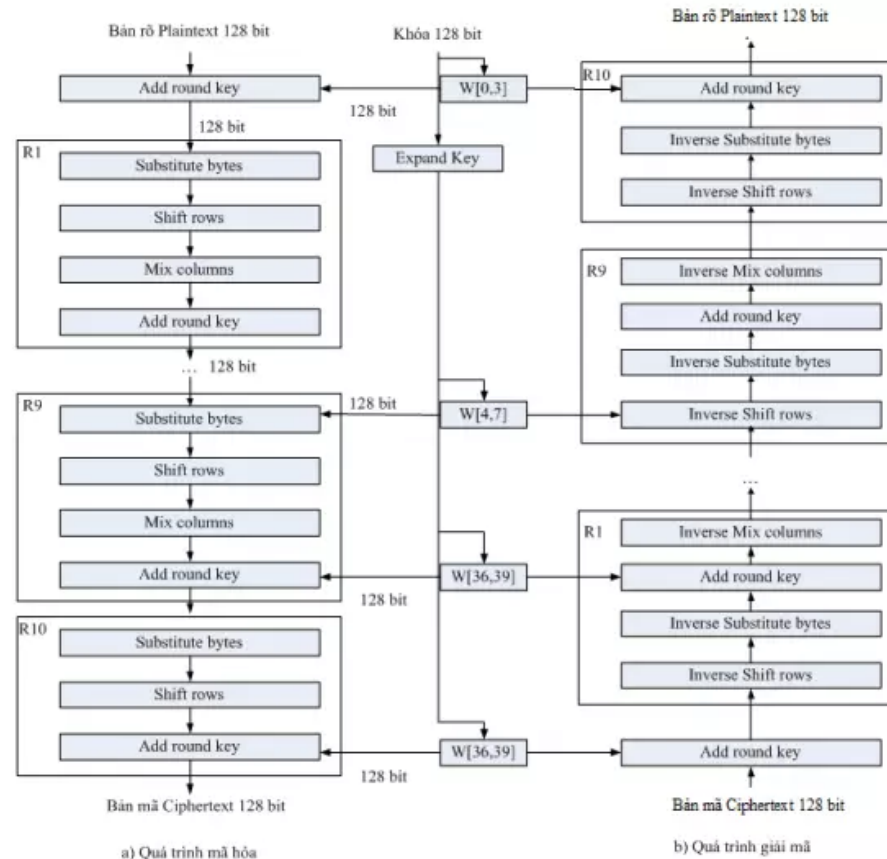 Bản rõ Plaintext 128 bit
Add round key
128 bit
R1
Substitute bytes
Shift rows
Mix columns
Add round key
... 128 bit
R9
Substitute bytes
Shift rows
Mix columns
Add round key
R10
Substitute bytes
Shift rows
Add round key
Bản mã Ciphertext 128 bit
a) Quá trình mã hóa
Khóa 128 bit
W[0,3]
128 bit
Expand Key
128 bit
W[4,7]
W[36,39]
128 bit
W[36,39]
128 bit
Bản rõ Plaintext 128 bit
R10
Add round key
Inverse Substitute bytes
Inverse Shift rows
R9
Inverse Mix columns
Add round key
Inverse Substitute bytes
Inverse Shift rows
...
R1
Inverse Mix columns
Add round key
Inverse Substitute bytes
Inverse Shift rows
Add round key
Bản mã Ciphertext 128 bit
b) Quá trình giải mã